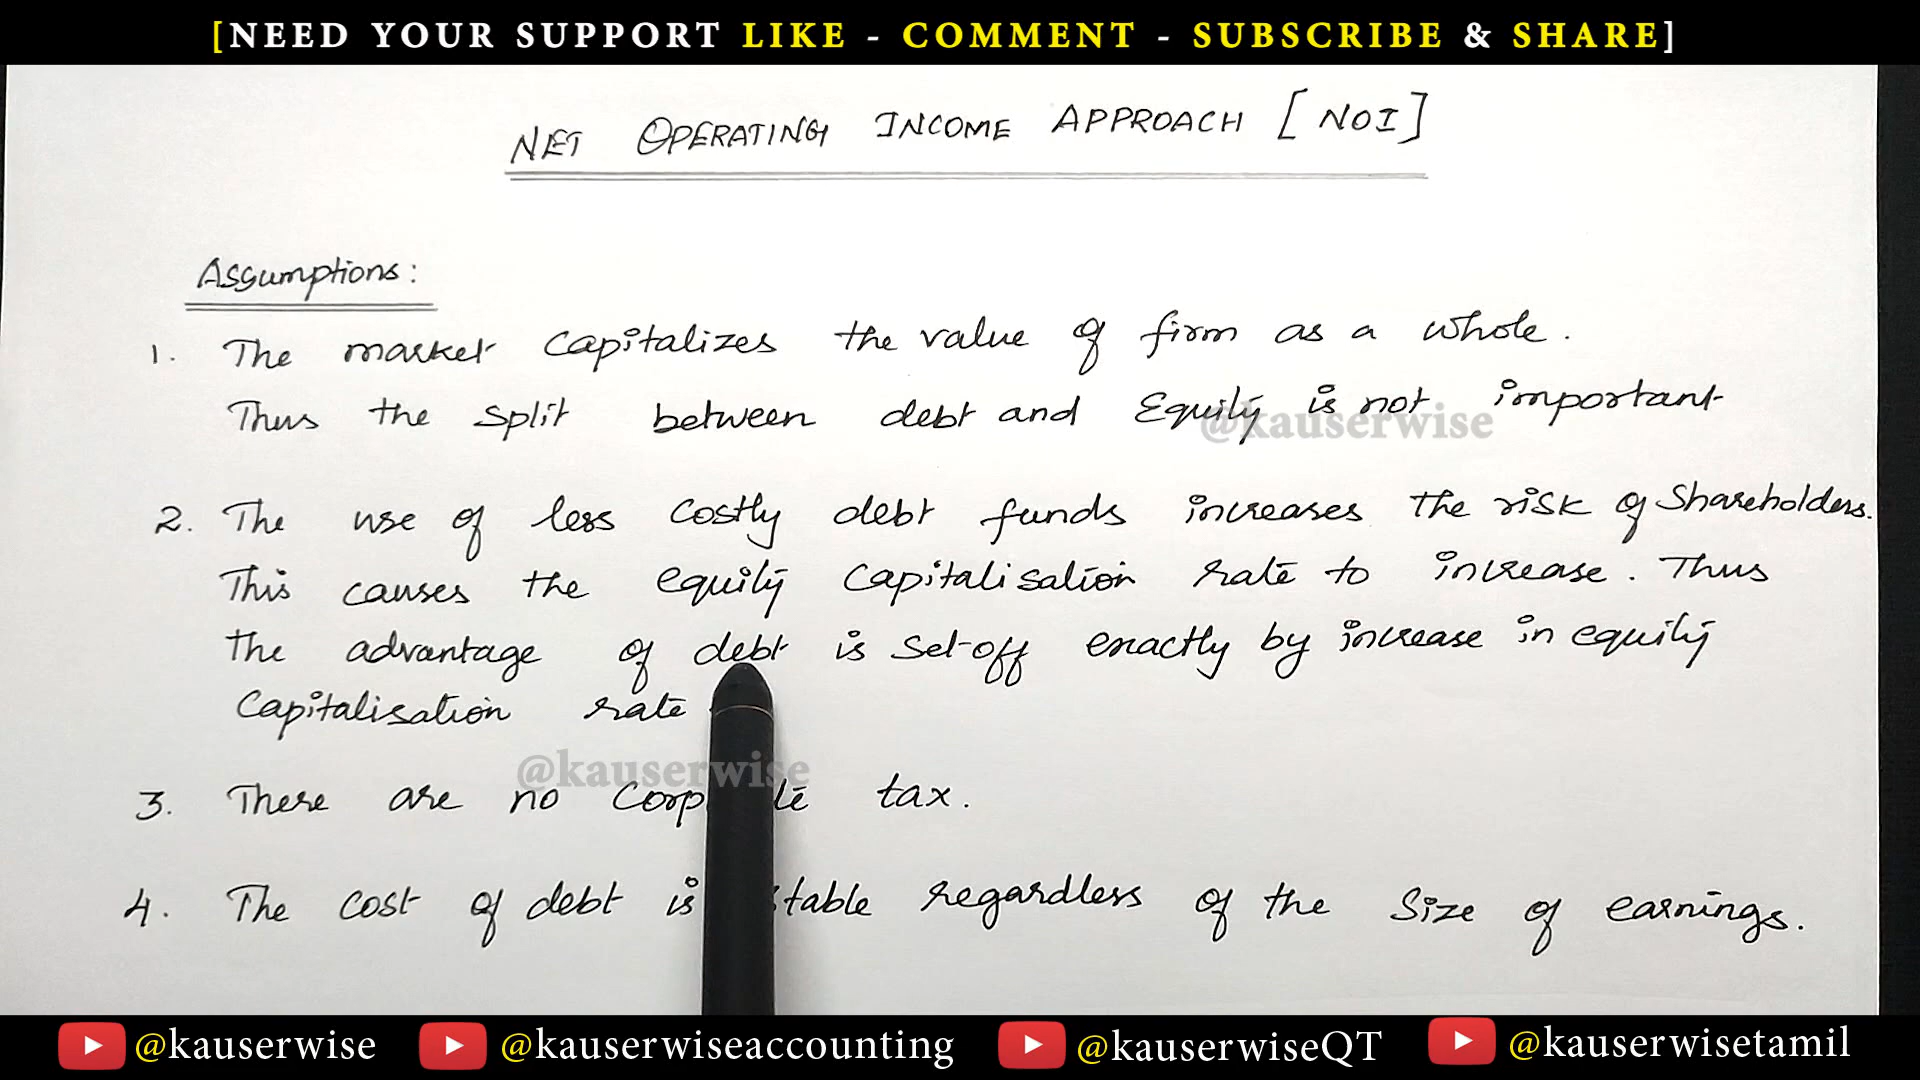 [NEED YOUR SUPPORT LIKE - COMMENT - SUBSCRIBE & SHARE]
NET OPERATING INCOME APPROACH [NOI]
Assumptions:
1. The market capitalizes the value of firm as a whole.
Thus the split between debt and Equity is not important
@kauserwise
2. The use of less costly debt funds increases the risk of Shareholders.
This causes the equity capitalisation rate to increase. Thus
the advantage of debt is set-off exactly by increase in equity
capitalisation rate
@kauserwise
3. There are no tax.
4. The cost of debt is regardless of the size of earnings.
@kauserwise @kauserwiseaccounting @kauserwiseQT @kauserwisetamil